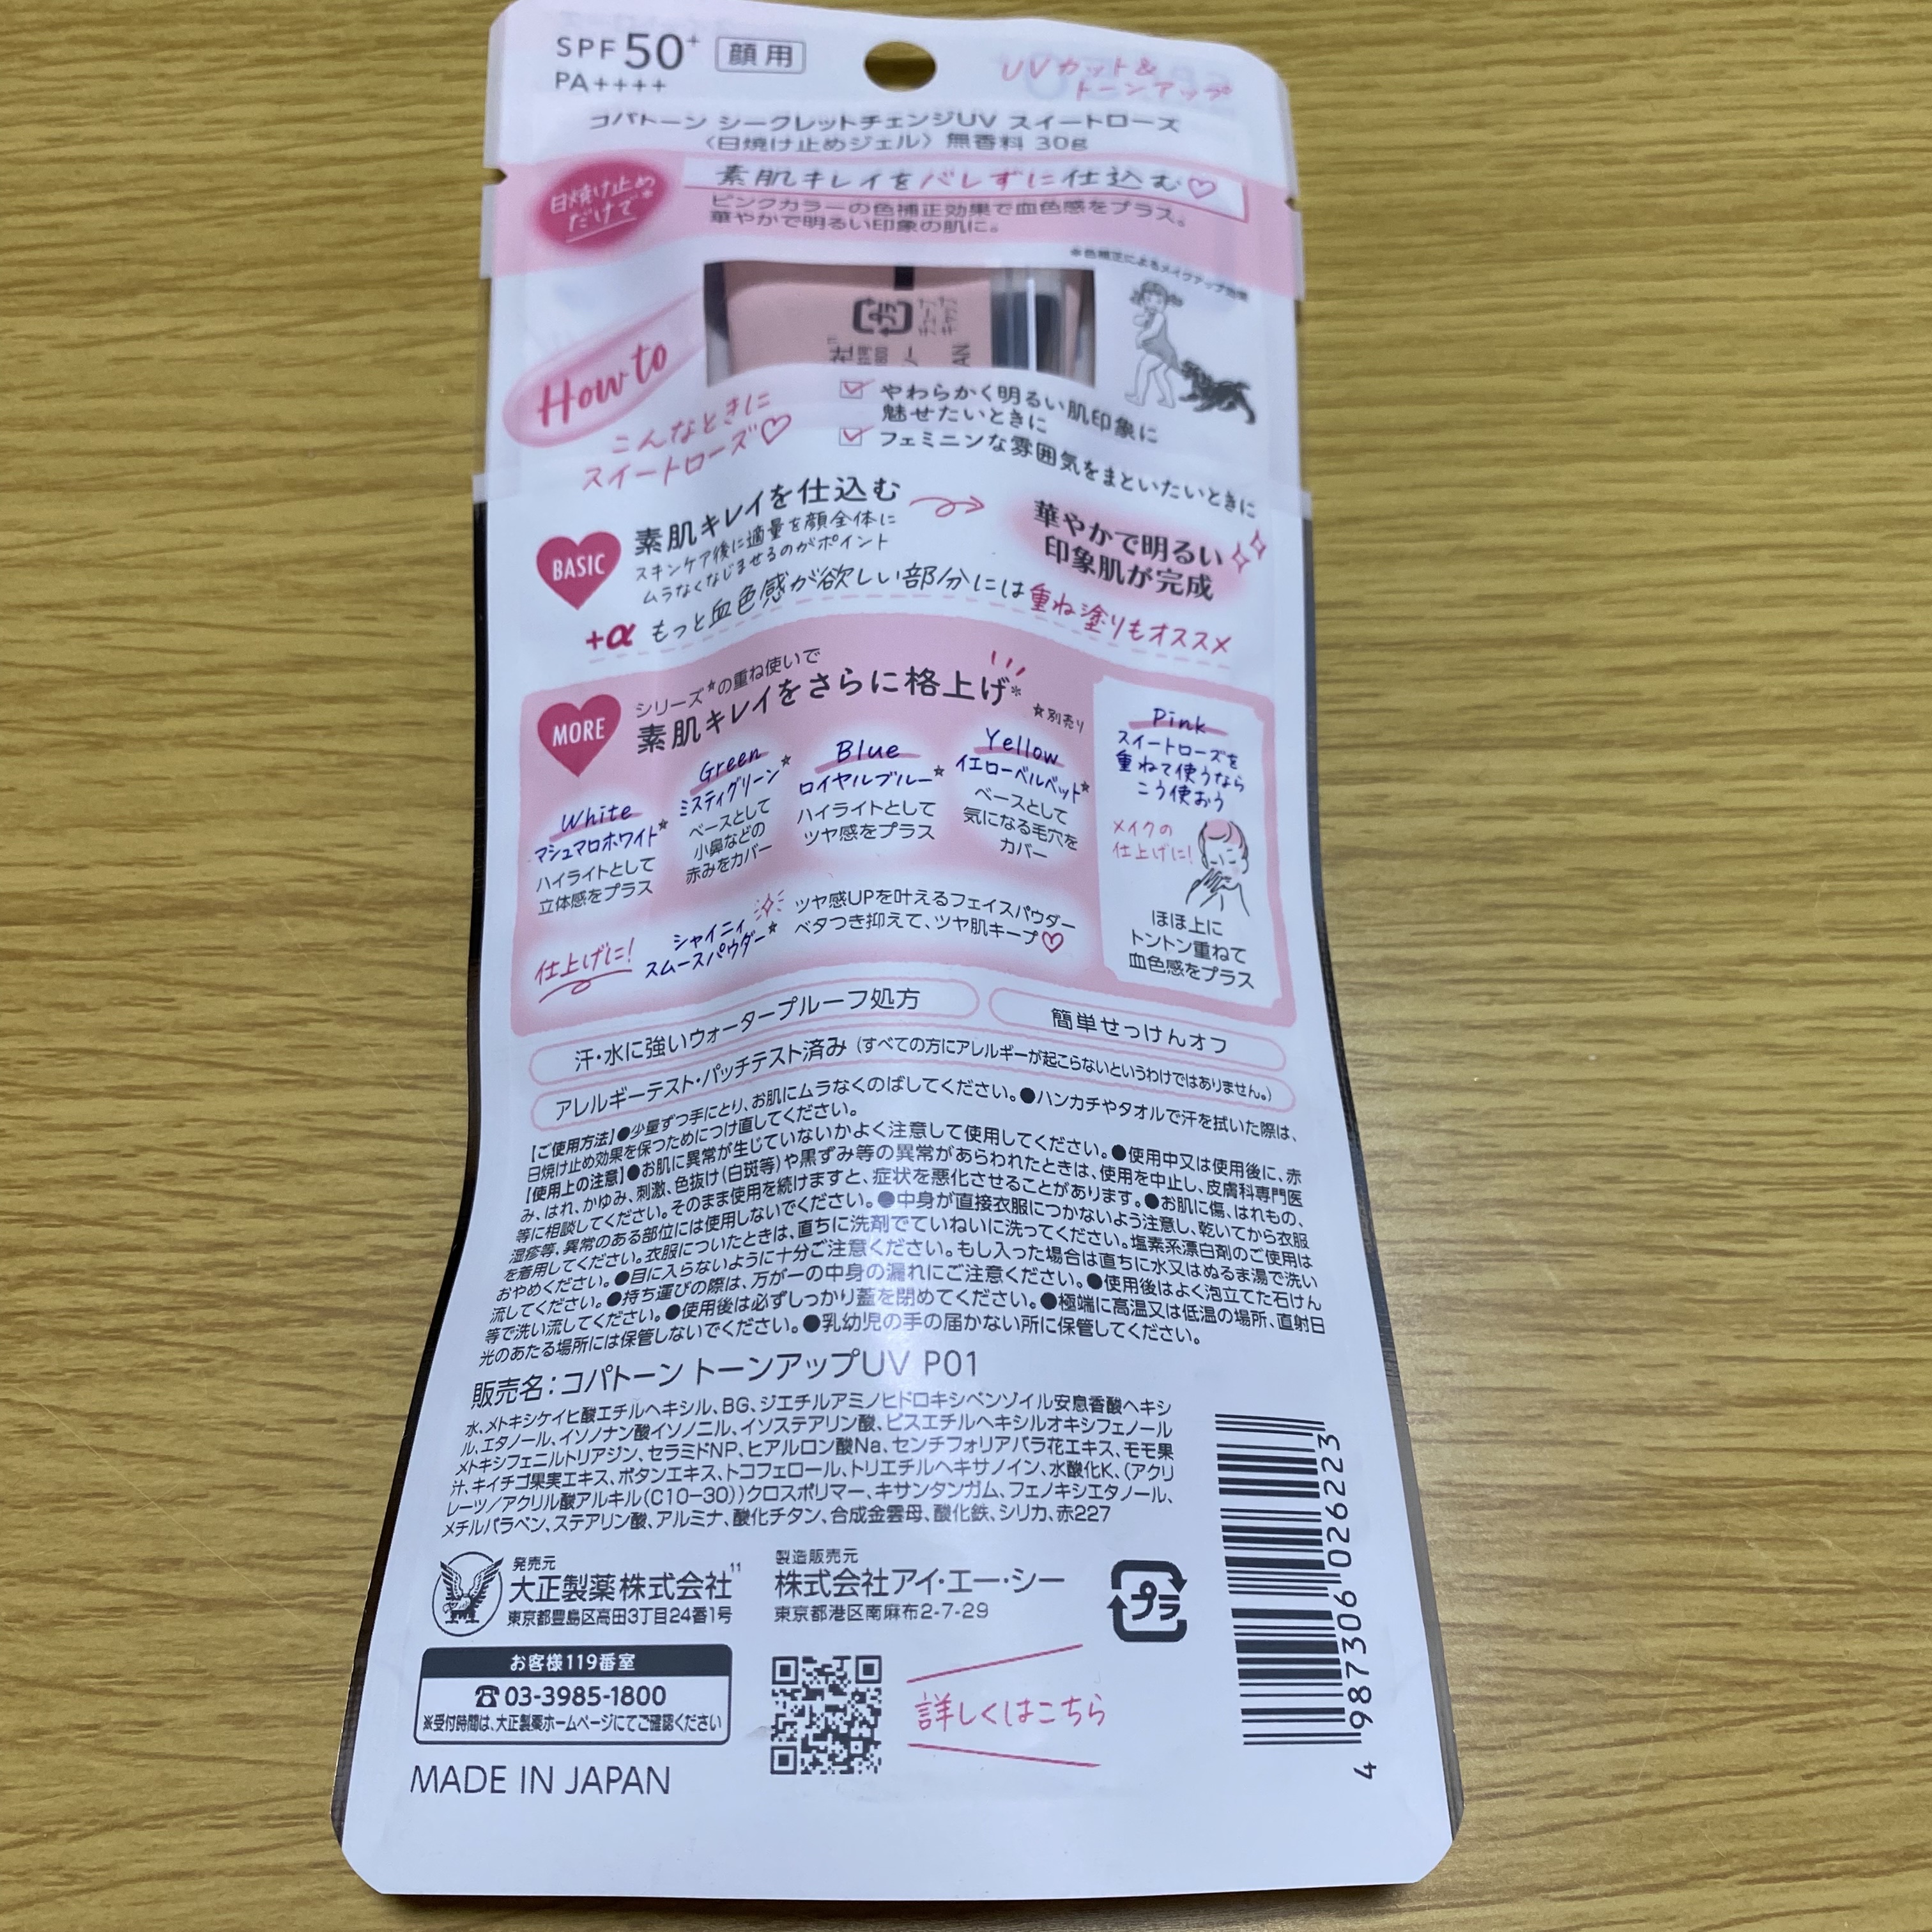 SPF50+ 顔用
PA++++
UVカット&
トーンアップ
コパトーン シークレットチェンジUV スイートローズ
〈日焼け止めジェル〉無香料 30g
日焼け止め*
だけで
素肌キレイをバレずに仕込む♡
ピンクカラーの色補正効果で血色感をプラス。
華やかで明るい印象の肌に。
*色補正によるメイクアップ効果
プラ
チューブ
キャップ
How to
こんなときに
スイートローズ♡
やわらかく明るい肌印象に
魅せたいときに
フェミニンな雰囲気をまといたいときに
BASIC
素肌キレイを仕込む
スキンケア後に適量を顔全体に
ムラなくなじませるのがポイント
華やかで明るい
印象肌が完成
+α もっと血色感が欲しい部分には重ね塗りもオススメ
MORE
シリーズ★の重ね使いで
素肌キレイをさらに格上げ*
★別売り
White
マシュマロホワイト★
ハイライトとして
立体感をプラス
Green
ミスティグリーン★
ベースとして
小鼻などの
赤みをカバー
Blue
ロイヤルブルー★
ハイライトとして
ツヤ感をプラス
Yellow
イエローベルベット★
ベースとして
気になる毛穴を
カバー
Pink
スイートローズを
重ねて使うなら
こう使おう
メイクの
仕上げに!
ほほ上に
トントン重ねて
血色感をプラス
仕上げに!
シャイニィ
スムースパウダー★
ツヤ感UPを叶えるフェイスパウダー
ベタつき抑えて、ツヤ肌キープ♡
汗・水に強いウォータープルーフ処方
簡単せっけんオフ
アレルギーテスト・パッチテスト済み (すべての方にアレルギーが起こらないというわけではありません。)
【ご使用方法】●少量ずつ手にとり、お肌にムラなくのばしてください。●ハンカチやタオルで汗を拭いた際は、
日焼け止め効果を保つためにつけ直してください。
【使用上の注意】●お肌に異常が生じていないかよく注意して使用してください。●使用中又は使用後に、赤
み、はれ、かゆみ、刺激、色抜け(白斑等)や黒ずみ等の異常があらわれたときは、使用を中止し、皮膚科専門医
等に相談してください。そのまま使用を続けますと、症状を悪化させることがあります。●お肌に傷、はれもの、
湿疹等、異常のある部位には使用しないでください。●中身が直接衣服につかないよう注意し、乾いてから衣服
を着用してください。衣服についたときは、直ちに洗剤でていねいに洗ってください。塩素系漂白剤のご使用は
おやめください。●目に入らないように十分ご注意ください。もし入った場合は直ちに水又はぬるま湯で洗い
流してください。●持ち運びの際は、万が一の中身の漏れにご注意ください。●使用後はよく泡立てた石けん
等で洗い流してください。●使用後は必ずしっかり蓋を閉めてください。●極端に高温又は低温の場所、直射日
光のあたる場所には保管しないでください。●乳幼児の手の届かない所に保管してください。
販売名:コパトーン トーンアップUV P01
水、メトキシケイヒ酸エチルヘキシル、BG、ジエチルアミノヒドロキシベンゾイル安息香酸ヘキシ
ル、エタノール、イソノナン酸イソノニル、イソステアリン酸、ビスエチルヘキシルオキシフェノール
メトキシフェニルトリアジン、セラミドNP、ヒアルロン酸Na、センチフォリアバラ花エキス、モモ果
汁、キイチゴ果実エキス、ボタンエキス、トコフェロール、トリエチルヘキサノイン、水酸化K、(アクリ
レーツ/アクリル酸アルキル(C10-30))クロスポリマー、キサンタンガム、フェノキシエタノール、
メチルパラベン、ステアリン酸、アルミナ、酸化チタン、合成金雲母、酸化鉄、シリカ、赤227
発売元
大正製薬株式会社11
東京都豊島区高田3丁目24番1号
製造販売元
株式会社アイ・エー・シー
東京都港区南麻布2-7-29
プラ
お客様119番室
☎03-3985-1800
※受付時間は、大正製薬ホームページにてご確認ください
詳しくはこちら
MADE IN JAPAN
4 987306 026223